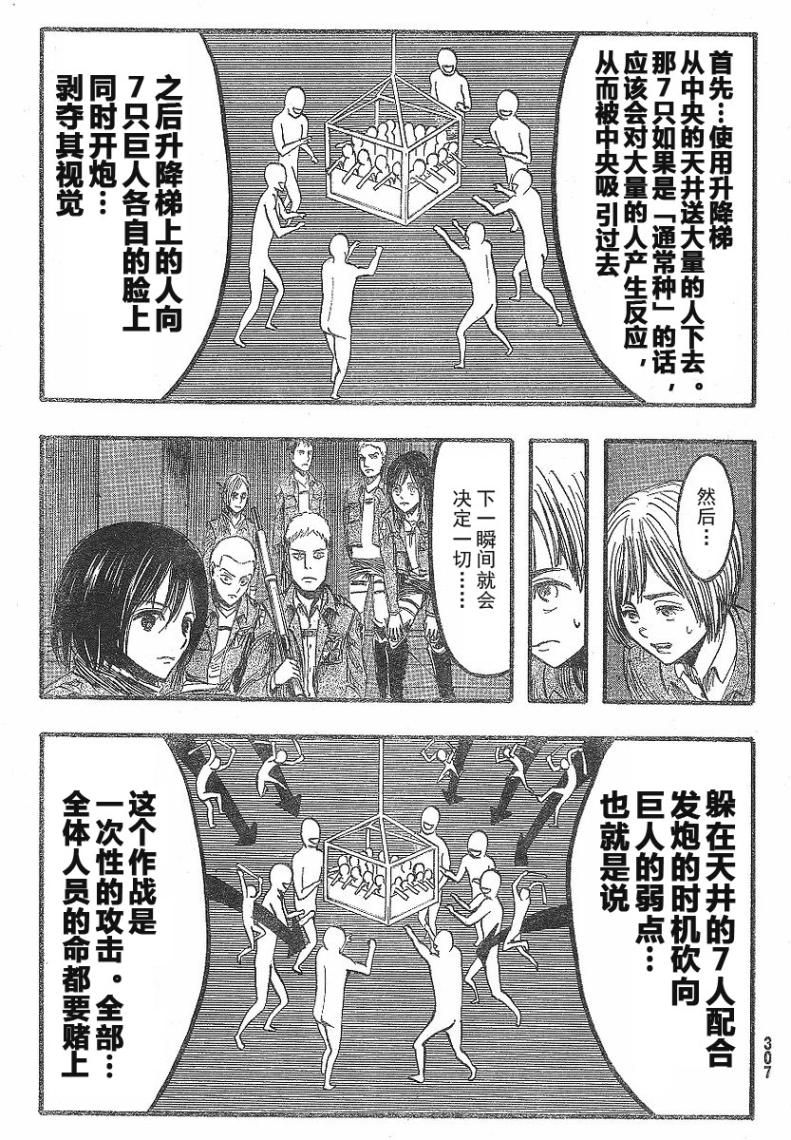 首先…使用升降梯
从中央的天井送大量的人下去。
那7只如果是「通常种」的话,
应该会对大量的人产生反应,
从而被中央吸引过去
之后升降梯上的人向
7只巨人各自的脸上
同时开炮…
剥夺其视觉
然后…
下一瞬间就会
决定一切……
躲在天井的7人配合
发炮的时机砍向
巨人的弱点…
也就是说
这个作战是
一次性的攻击。全部…
全体人员的命都要赌上
307